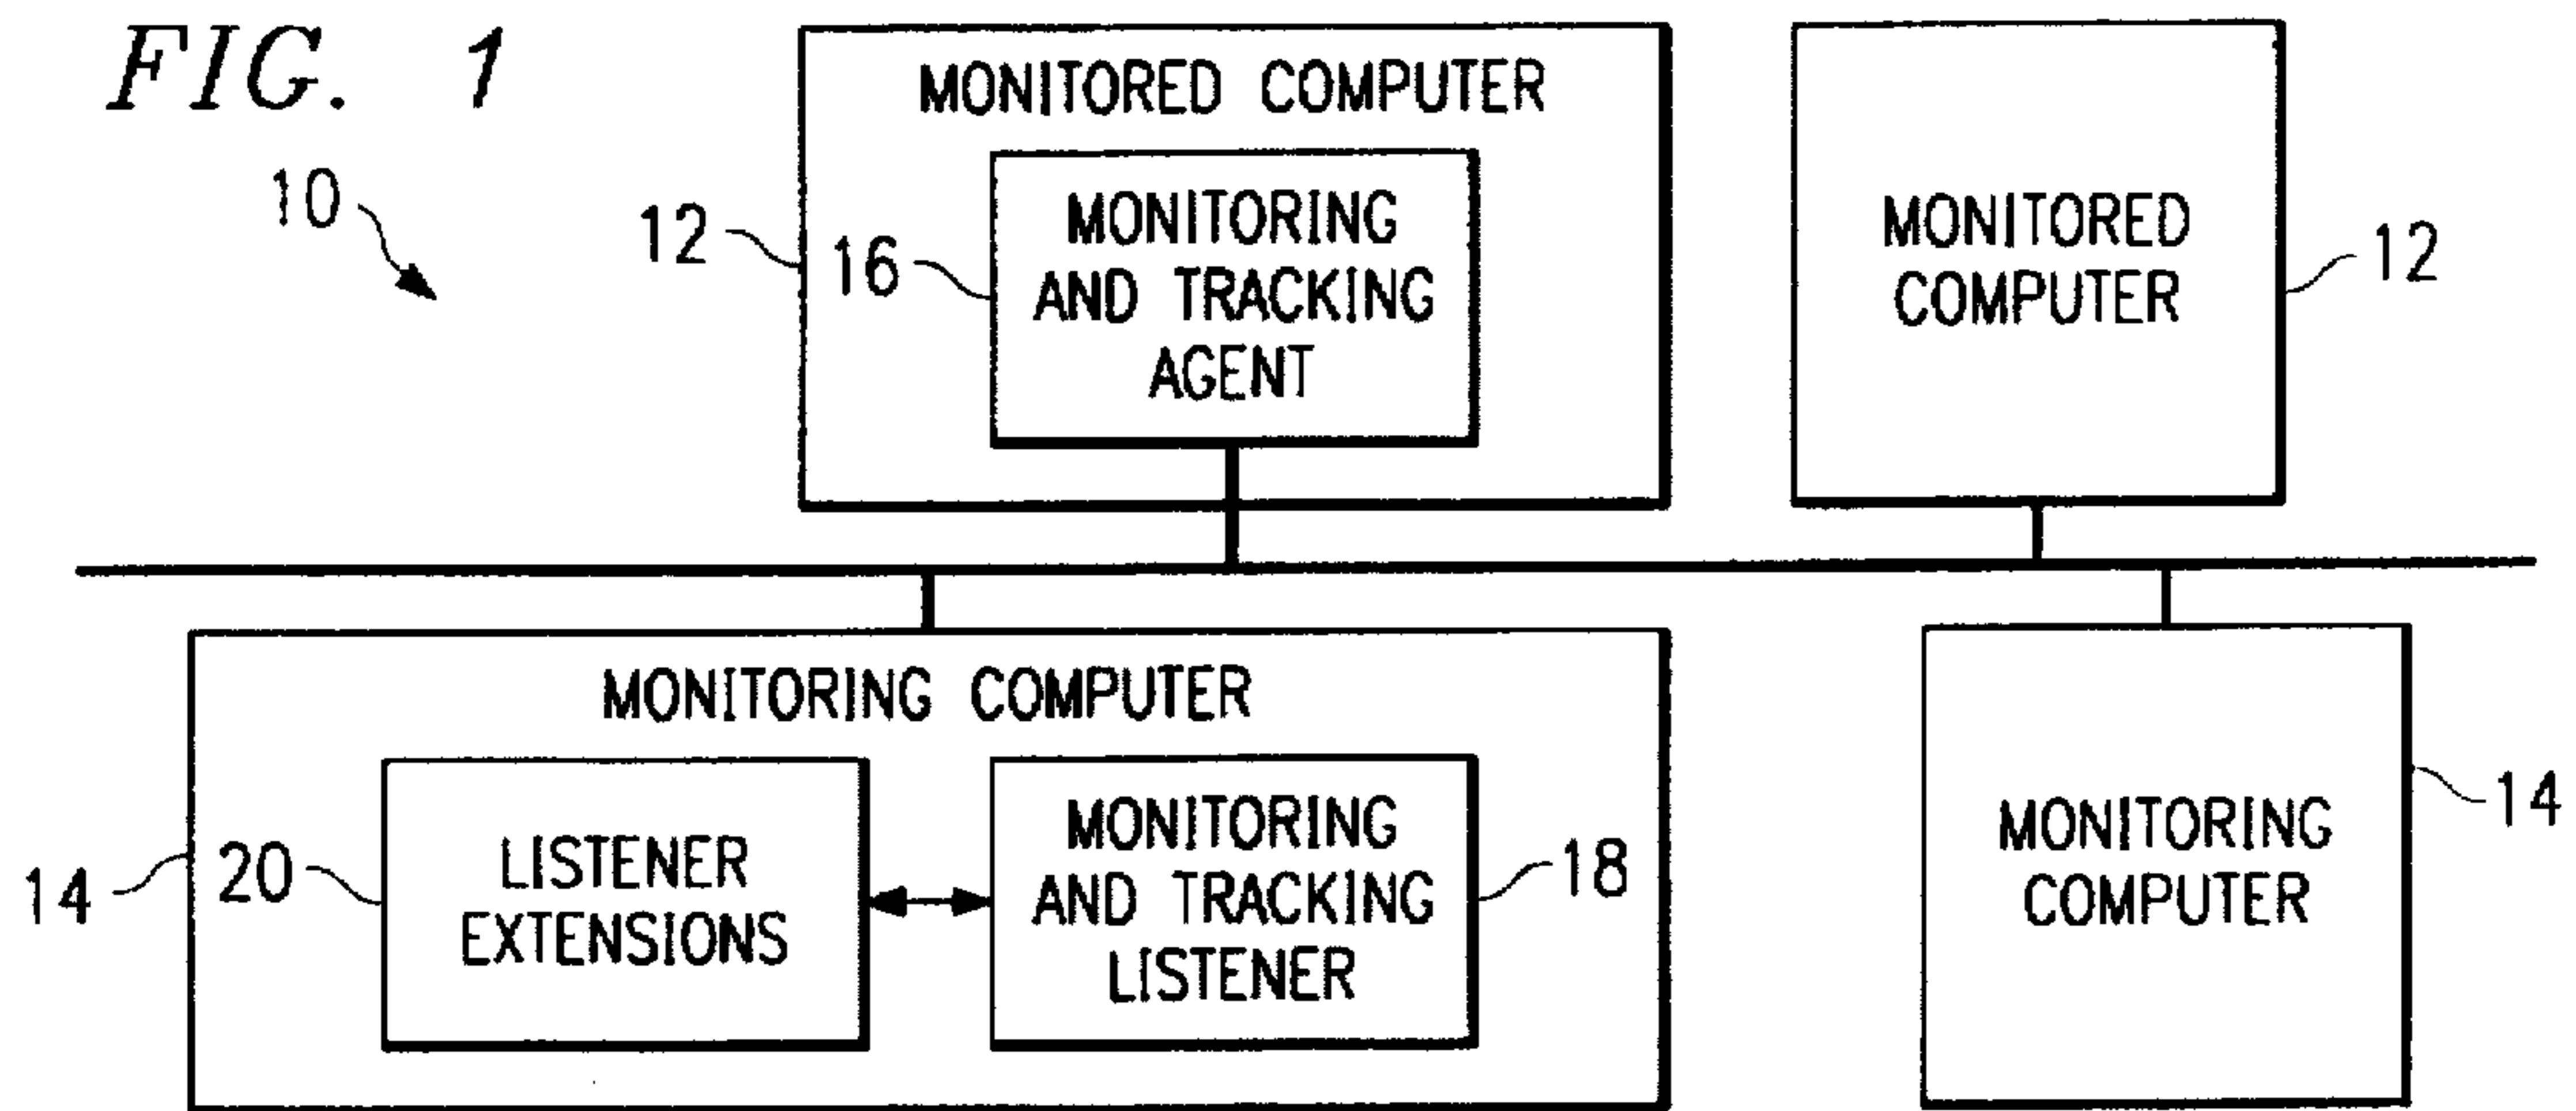 FIG. 1
10
MONITORED COMPUTER
12
16
MONITORING
AND TRACKING
AGENT
MONITORED
COMPUTER
12
MONITORING COMPUTER
14
20
LISTENER
EXTENSIONS
MONITORING
AND TRACKING
LISTENER
18
MONITORING
COMPUTER
14